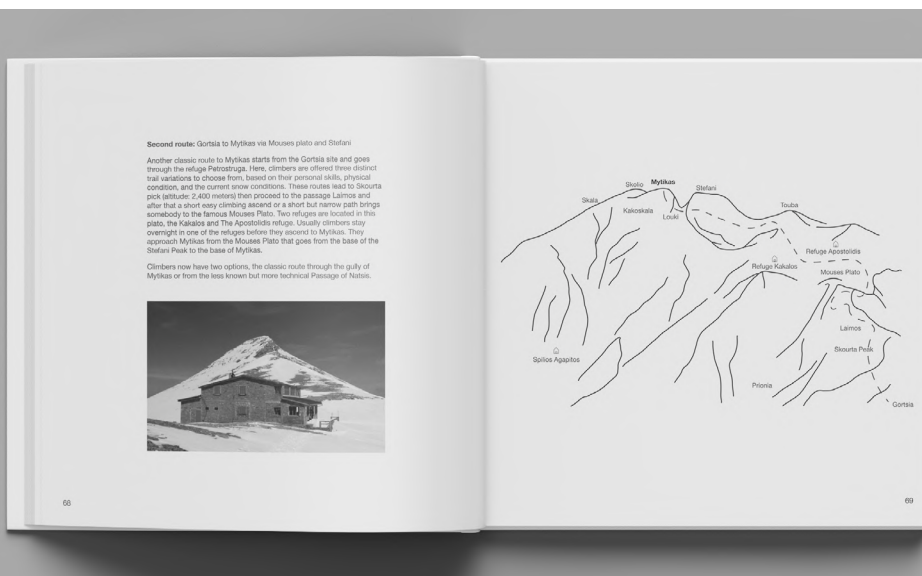 Second route: Gortsia to Mytikas via Mouses plato and Stefani
Another classic route to Mytikas starts from the Gortsia site and goes
through the refuge Petrostruga. Here, climbers are offered three distinct
trail variations to choose from, based on their personal skills, physical
condition, and the current snow conditions. These routes lead to Skourta
pick (altitude: 2,400 meters) then proceed to the passage Laimos and
after that a short easy climbing ascend or a short but narrow path brings
somebody to the famous Mouses Plato. Two refuges are located in this
plato, the Kakalos and The Apostolidis refuge. Usually climbers stay
overnight in one of the refuges before they ascend to Mytikas. They
approach Mytikas from the Mouses Plato that goes from the base of the
Stefani Peak to the base of Mytikas.
Climbers now have two options, the classic route through the gully of
Mytikas or from the less known but more technical Passage of Natsis.
68
Skolio
Mytikas
Stefani
Skala
Kakoskala
Louki
Touba
Refuge Apostolidis
Refuge Kakalos
Mouses Plato
Laimos
Skourta Peak
Spilios Agapitos
Prionia
Gortsia
69